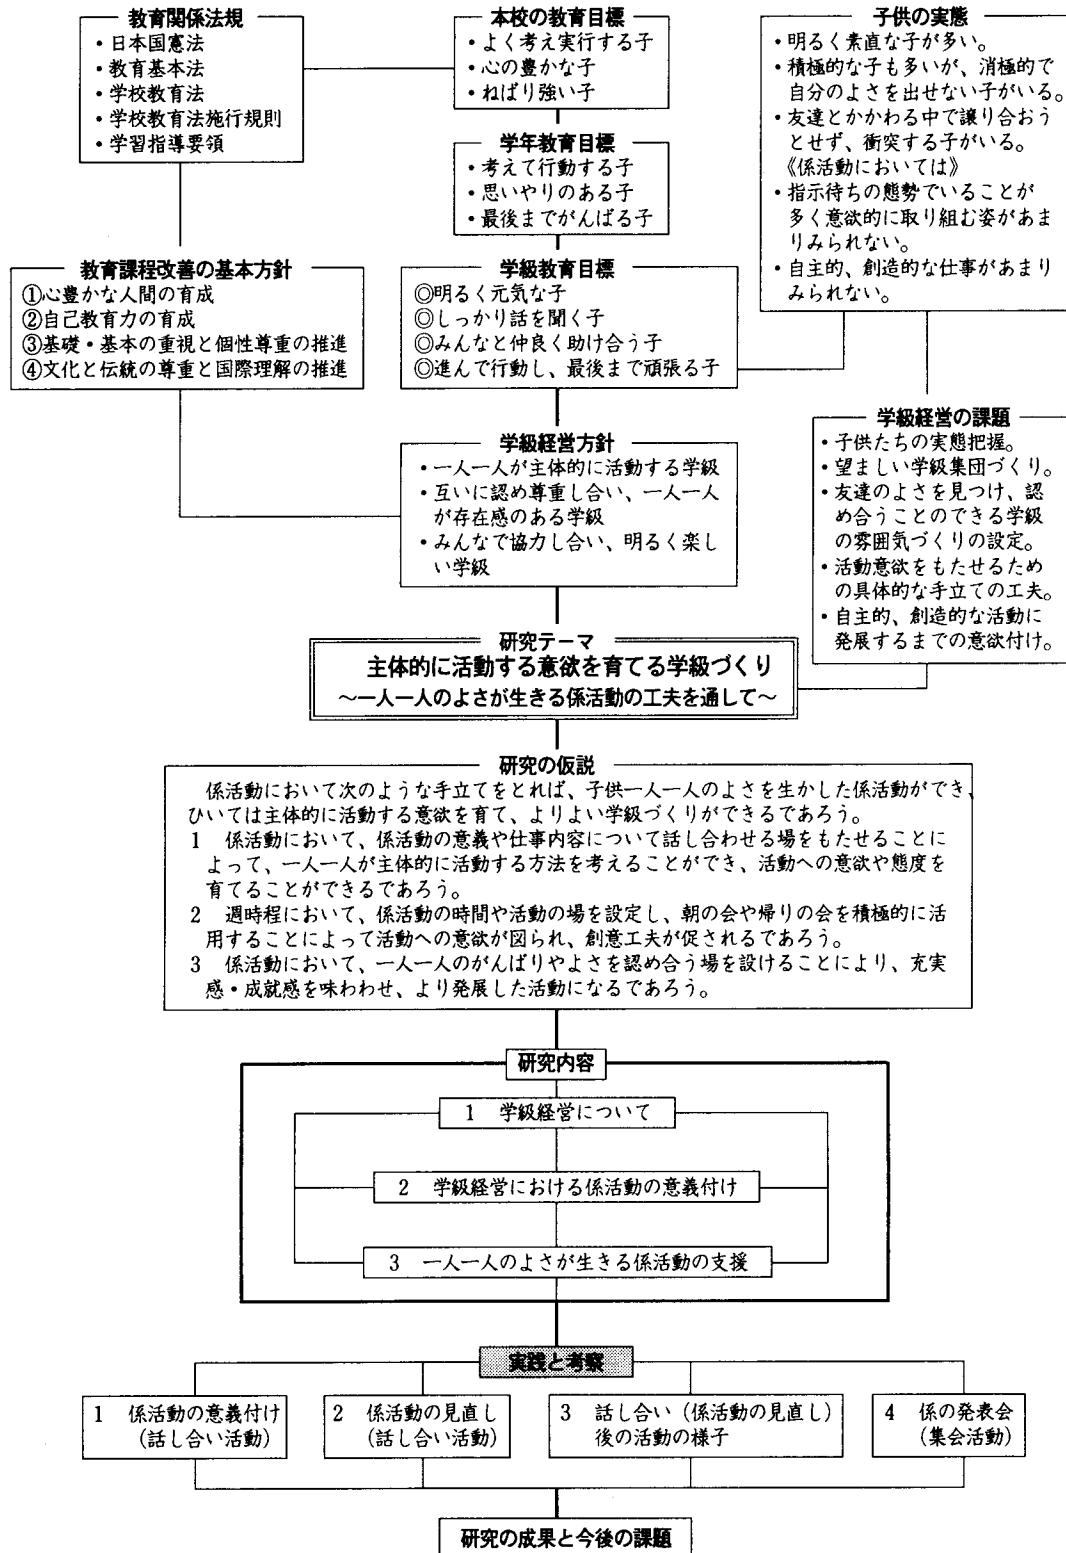 教育関係法規
・日本国憲法
・教育基本法
・学校教育法
・学校教育法施行規則
・学習指導要領
本校の教育目標
・よく考え実行する子
・心の豊かな子
・ねばり強い子
子供の実態
・明るく素直な子が多い。
・積極的な子も多いが、消極的で
自分のよさを出せない子がいる。
・友達とかかわる中で譲り合おう
とせず、衝突する子がいる。
《係活動においては》
・指示待ちの態勢でいることが
多く意欲的に取り組む姿があま
りみられない。
・自主的、創造的な仕事があまり
みられない。
学年教育目標
・考えて行動する子
・思いやりのある子
・最後までがんばる子
教育課程改善の基本方針
①心豊かな人間の育成
②自己教育力の育成
③基礎・基本の重視と個性尊重の推進
④文化と伝統の尊重と国際理解の推進
学級教育目標
◎明るく元気な子
◎しっかり話を聞く子
◎みんなと仲良く助け合う子
◎進んで行動し、最後まで頑張る子
学級経営方針
・一人一人が主体的に活動する学級
・互いに認め尊重し合い、一人一人
が存在感のある学級
・みんなで協力し合い、明るく楽し
い学級
学級経営の課題
・子供たちの実態把握。
・望ましい学級集団づくり。
・友達のよさを見つけ、認
め合うことのできる学級
の雰囲気づくりの設定。
・活動意欲をもたせるため
の具体的な手立ての工夫。
・自主的、創造的な活動に
発展するまでの意欲付け。
研究テーマ
主体的に活動する意欲を育てる学級づくり
～一人一人のよさが生きる係活動の工夫を通して～
研究の仮説
係活動において次のような手立てをとれば、子供一人一人のよさを生かした係活動ができ、
ひいては主体的に活動する意欲を育て、よりよい学級づくりができるであろう。
1 係活動において、係活動の意義や仕事内容について話し合わせる場をもたせることに
よって、一人一人が主体的に活動する方法を考えることができ、活動への意欲や態度を
育てることができるであろう。
2 週時程において、係活動の時間や活動の場を設定し、朝の会や帰りの会を積極的に活
用することによって活動への意欲が図られ、創意工夫が促されるであろう。
3 係活動において、一人一人のがんばりやよさを認め合う場を設けることにより、充実
感・成就感を味わわせ、より発展した活動になるであろう。
研究内容
1 学級経営について
2 学級経営における係活動の意義付け
3 一人一人のよさが生きる係活動の支援
実践と考察
1 係活動の意義付け
(話し合い活動)
2 係活動の見直し
(話し合い活動)
3 話し合い(係活動の見直し)
後の活動の様子
4 係の発表会
(集会活動)
研究の成果と今後の課題